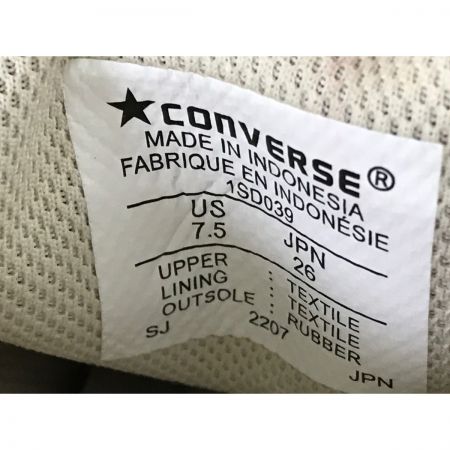 ★CONVERSE®
MADE IN INDONESIA
FABRIQUE EN INDONÉSIE
1SD039
US JPN
7.5 26
UPPER : TEXTILE
LINING : TEXTILE
OUTSOLE : RUBBER
SJ 2207 JPN